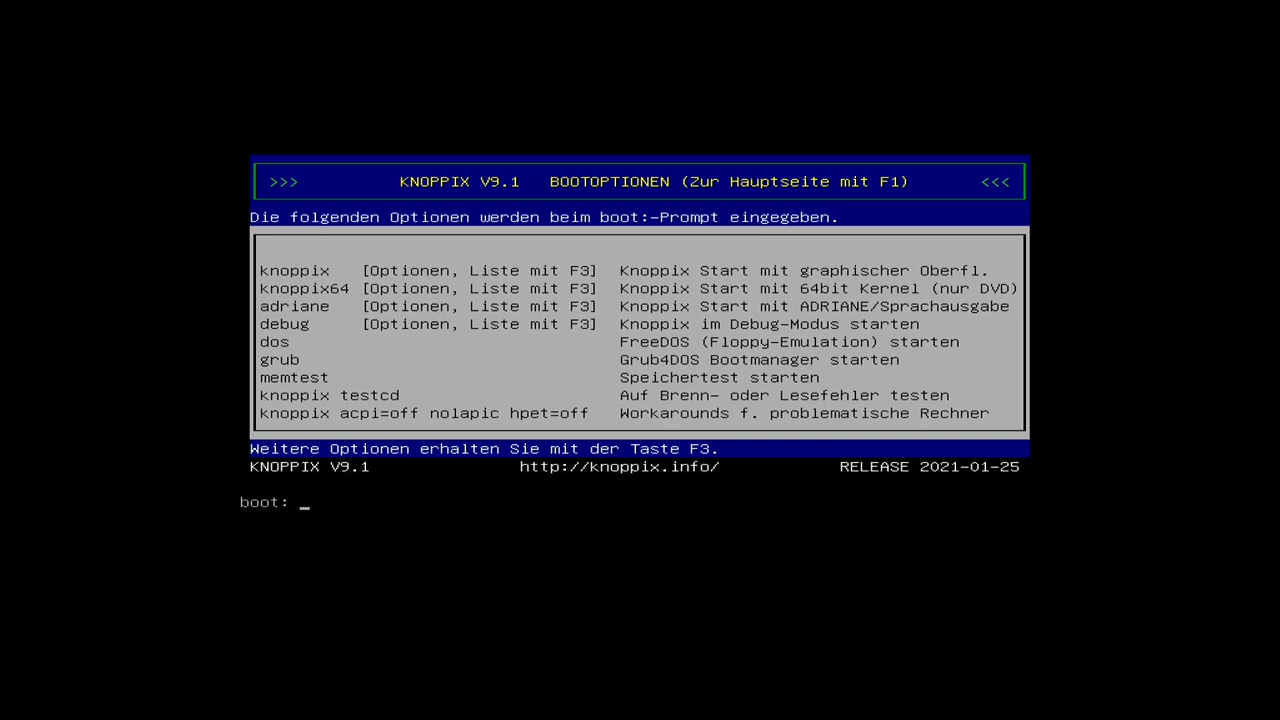 >>> KNOPPIX V9.1 BOOTOPTIONEN (Zur Hauptseite mit F1) <<<
Die folgenden Optionen werden beim boot:-Prompt eingegeben.
knoppix [Optionen, Liste mit F3] Knoppix Start mit graphischer Oberfl.
knoppix64 [Optionen, Liste mit F3] Knoppix Start mit 64bit Kernel (nur DVD)
adriane [Optionen, Liste mit F3] Knoppix Start mit ADRIANE/Sprachausgabe
debug [Optionen, Liste mit F3] Knoppix im Debug-Modus starten
dos FreeDOS (Floppy-Emulation) starten
grub Grub4DOS Bootmanager starten
memtest Speichertest starten
knoppix testcd Auf Brenn- oder Lesefehler testen
knoppix acpi=off nolapic hpet=off Workarounds f. problematische Rechner
Weitere Optionen erhalten Sie mit der Taste F3.
KNOPPIX V9.1 http://knoppix.info/ RELEASE 2021-01-25
boot: _